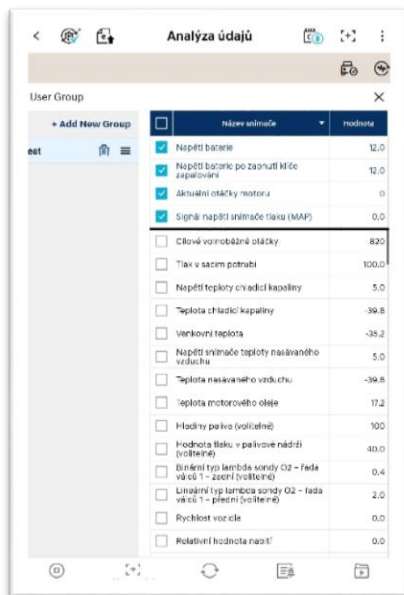 Analýza údajů
User Group
+ Add New Group
Název snímače
Hodnota
est
Napětí baterie 12.0
Napětí baterie po zapnutí klíče
zapalování 12.0
Aktuální otáčky motoru 0
Signál napětí snímače tlaku (MAP) 0.0
Cílové volnoběžné otáčky 820
Tlak v sacím potrubí 100.0
Napětí teploty chladicí kapaliny 5.0
Teplota chladicí kapaliny -39.8
Venkovní teplota -35.2
Napětí snímače teploty nasávaného
vzduchu 5.0
Teplota nasávaného vzduchu -39.8
Teplota motorového oleje 17.2
Hladiny paliva (volitelné) 100
Hodnota tlaku v palivové nádrži
(volitelné) 40.0
Binární typ lambda sondy O2 - řada
válců 1 - zadní (volitelné) 0.4
Lineární typ lambda sondy O2 - řada
válců 1 - přední (volitelné) 2.0
Rychlost vozidla 0.0
Relativní hodnota nabití 0.0